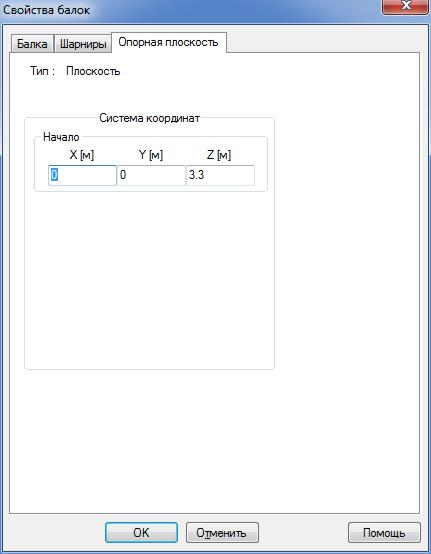 Свойства балок
Балка Шарниры Опорная плоскость
Тип : Плоскость
Система координат
Начало
X [м] Y [м] Z [м]
0 0 3.3
OK Отменить Помощь